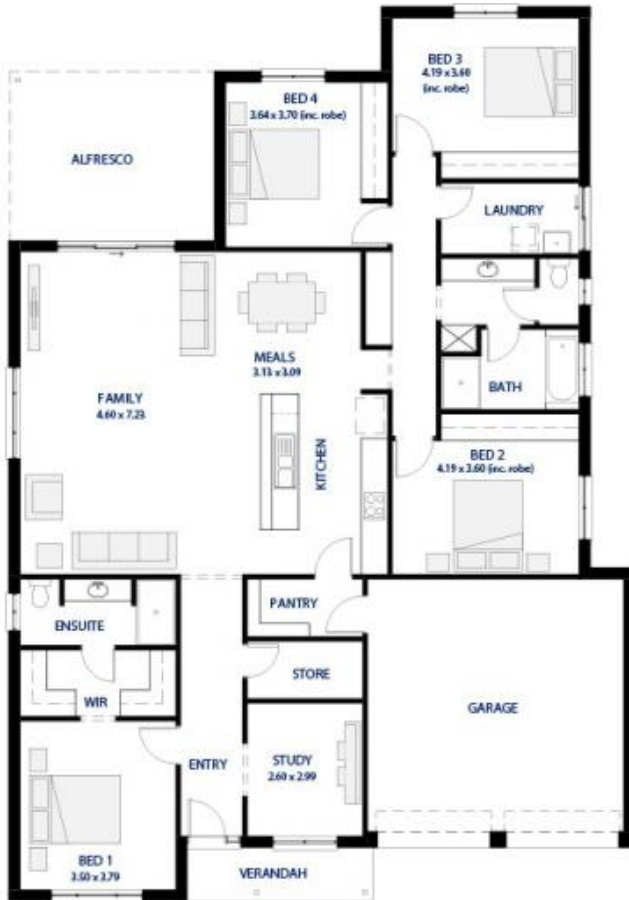 BED 3
4.19 x 3.60
(inc. robe)
BED 4
3.64 x 3.70 (inc. robe)
ALFRESCO
LAUNDRY
MEALS
3.13 x 3.09
BATH
FAMILY
4.60 x 7.23
KITCHEN
BED 2
4.19 x 3.60 (inc. robe)
PANTRY
ENSUITE
STORE
WIR
GARAGE
ENTRY
STUDY
2.60 x 2.99
BED 1
3.50 x 3.79
VERANDAH